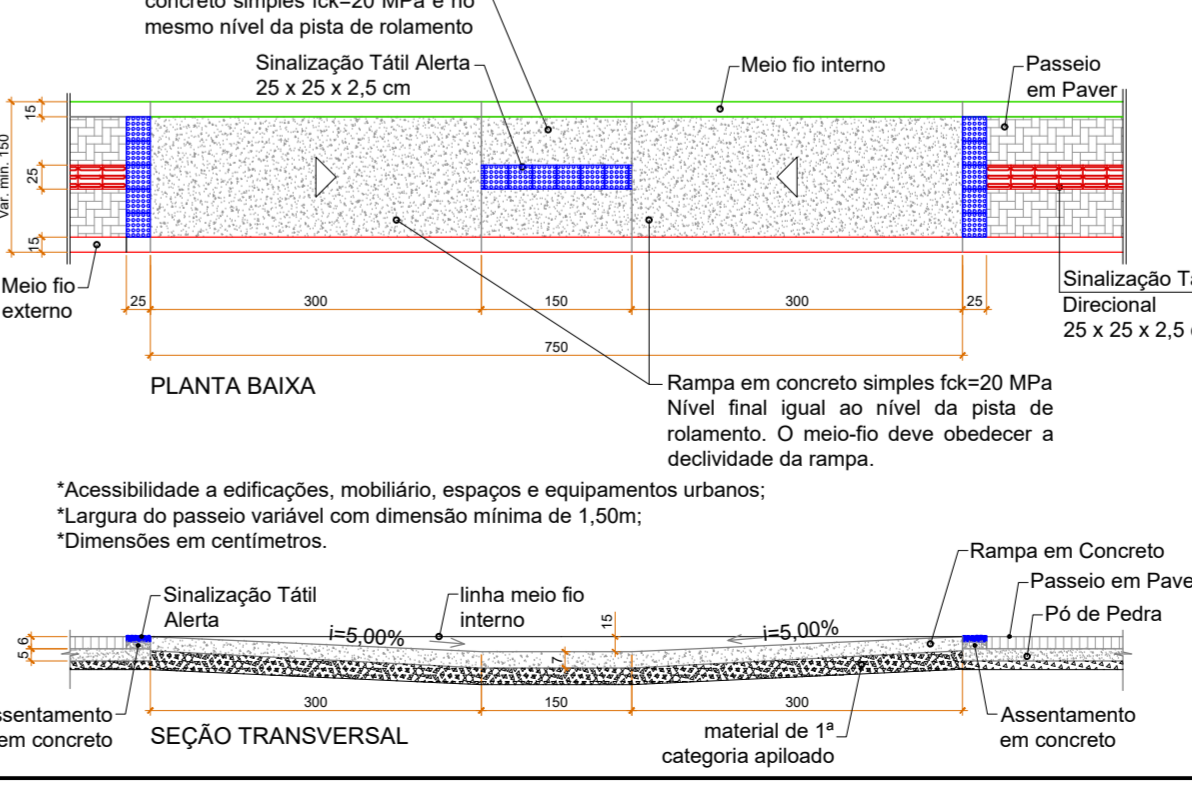 concreto simples fck=20 MPa e no
mesmo nível da pista de rolamento
Sinalização Tátil Alerta
25 x 25 x 2,5 cm
Meio fio interno
Passeio
em Paver
15
25
15
Var. mín. 150
Meio fio
externo
25
300
150
300
25
750
Sinalização
Direcional
25 x 25 x 2,5
PLANTA BAIXA
Rampa em concreto simples fck=20 MPa
Nível final igual ao nível da pista de
rolamento. O meio-fio deve obedecer a
declividade da rampa.
*Acessibilidade a edificações, mobiliário, espaços e equipamentos urbanos;
*Largura do passeio variável com dimensão mínima de 1,50m;
*Dimensões em centímetros.
Sinalização Tátil
Alerta
linha meio fio
interno
Rampa em Concreto
Passeio em Pave
Pó de Pedra
i=5,00%
i=5,00%
15
7
6
5
300
150
300
ssentamento
em concreto
SEÇÃO TRANSVERSAL
material de 1ª
categoria apiloado
Assentamento
em concreto